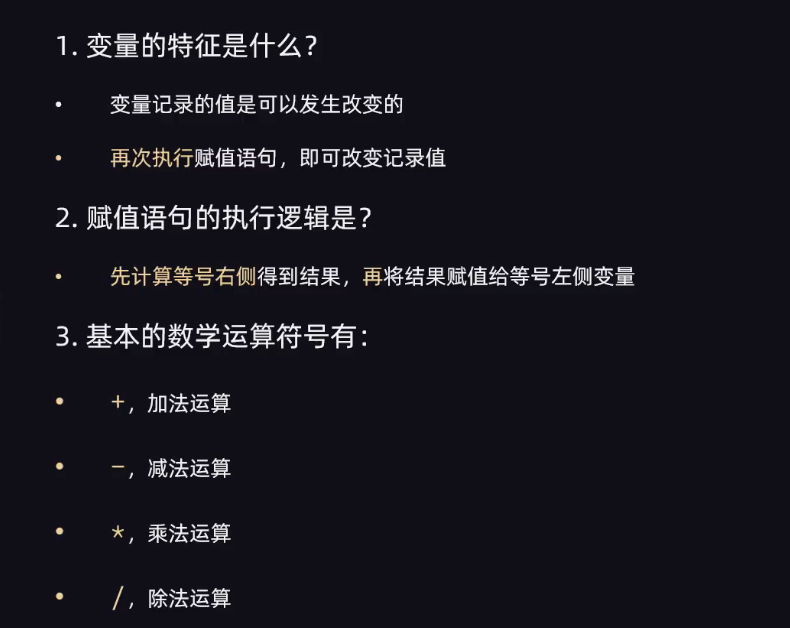 1. 变量的特征是什么？
• 变量记录的值是可以发生改变的
• 再次执行赋值语句，即可改变记录值
2. 赋值语句的执行逻辑是？
• 先计算等号右侧得到结果，再将结果赋值给等号左侧变量
3. 基本的数学运算符号有：
• +，加法运算
• -，减法运算
• *，乘法运算
• /，除法运算